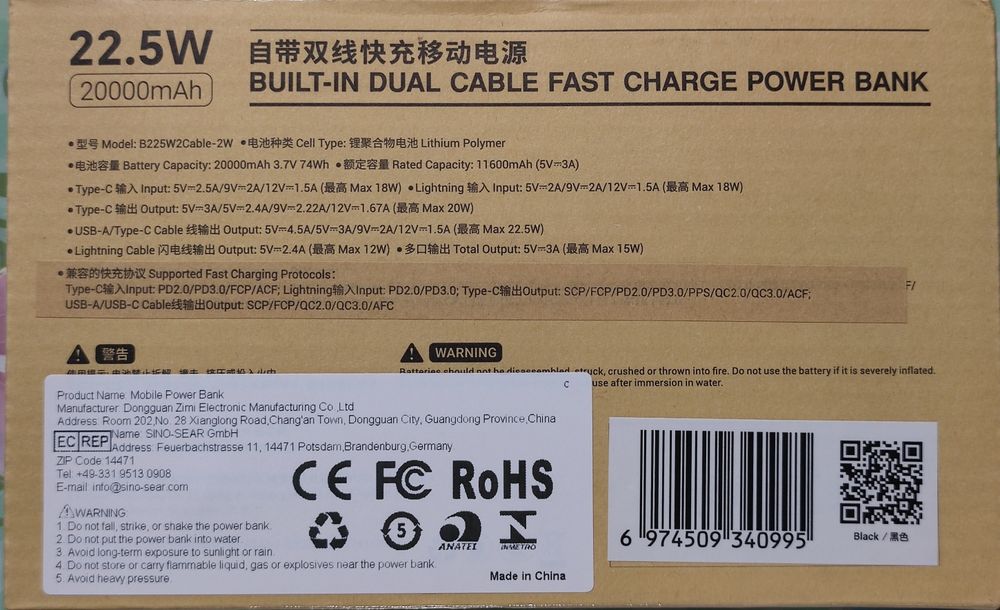 22.5W
20000mAh
自带双线快充移动电源
BUILT-IN DUAL CABLE FAST CHARGE POWER BANK
•型号 Model: B225W2Cable-2W •电池种类 Cell Type: 锂聚合物电池 Lithium Polymer
•电池容量 Battery Capacity: 20000mAh 3.7V 74Wh •额定容量 Rated Capacity: 11600mAh (5V⎓3A)
•Type-C 输入 Input: 5V⎓2.5A/9V⎓2A/12V⎓1.5A (最高 Max 18W) •Lightning 输入 Input: 5V⎓2A/9V⎓2A/12V⎓1.5A (最高 Max 18W)
•Type-C 输出 Output: 5V⎓3A/5V⎓2.4A/9V⎓2.22A/12V⎓1.67A (最高 Max 20W)
•USB-A/Type-C Cable 线输出 Output: 5V⎓4.5A/5V⎓3A/9V⎓2A/12V⎓1.5A (最高 Max 22.5W)
•Lightning Cable 闪电线输出 Output: 5V⎓2.4A (最高 Max 12W) •多口输出 Total Output: 5V⎓3A (最高 Max 15W)
•兼容的快充协议 Supported Fast Charging Protocols:
Type-C输入Input: PD2.0/PD3.0/FCP/ACF; Lightning输入Input: PD2.0/PD3.0; Type-C输出Output: SCP/FCP/PD2.0/PD3.0/PPS/QC2.0/QC3.0/ACF; F/
USB-A/USB-C Cable线输出Output: SCP/FCP/QC2.0/QC3.0/AFC
警告
WARNING
Batteries should not be disassembled, struck, crushed or thrown into fire. Do not use the battery if it is severely inflated.
use after immersion in water.
C
Product Name: Mobile Power Bank
Manufacturer: Dongguan Zimi Electronic Manufacturing Co ,Ltd
Address: Room 202,No. 28 Xianglong Road,Chang'an Town, Dongguan City, Guangdong Province,China
EC REP Name: SINO-SEAR GmbH
Address: Feuerbachstrasse 11, 14471 Potsdam,Brandenburg,Germany
ZIP Code 14471
Tel: +49-331 9513 0908
E-mail: info@sino-sear.com
CE FC RoHS
5 ANATEL INMETRO
WARNING
1. Do not fall, strike, or shake the power bank.
2. Do not put the power bank into water.
3. Avoid long-term exposure to sunlight or rain.
4. Do not store or carry flammable liquid, gas or explosives near the power bank.
5. Avoid heavy pressure.
Made in China
6 974509 340995
Black / 黑色